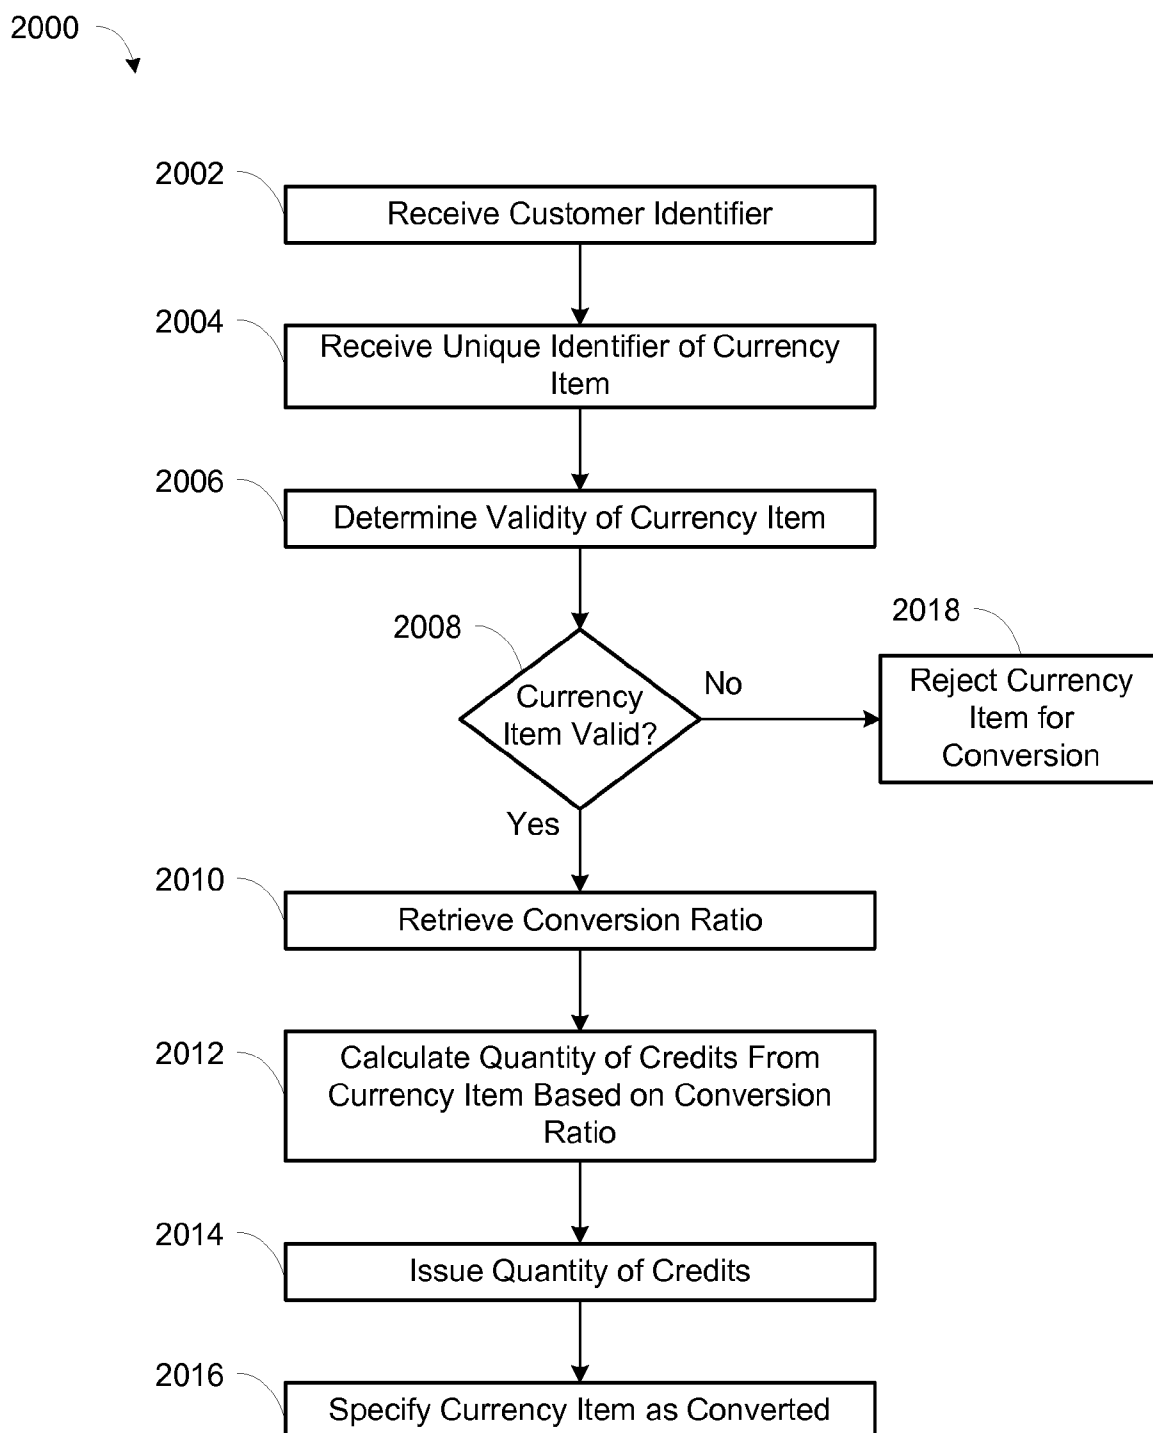 2000
2002
Receive Customer Identifier
2004
Receive Unique Identifier of Currency
Item
2006
Determine Validity of Currency Item
2008
Currency
Item Valid?
No
2018
Reject Currency
Item for
Conversion
Yes
2010
Retrieve Conversion Ratio
2012
Calculate Quantity of Credits From
Currency Item Based on Conversion
Ratio
2014
Issue Quantity of Credits
2016
Specify Currency Item as Converted